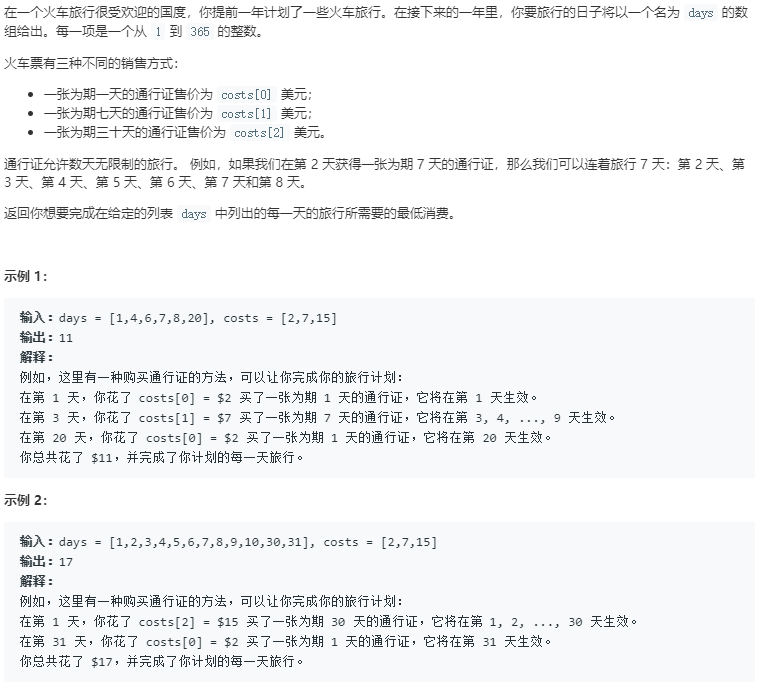 在一个火车旅行很受欢迎的国度，你提前一年计划了一些火车旅行。在接下来的一年里，你要旅行的日子将以一个名为 days 的数
组给出。每一项是一个从 1 到 365 的整数。
火车票有三种不同的销售方式：
• 一张为期一天的通行证售价为 costs[0] 美元；
• 一张为期七天的通行证售价为 costs[1] 美元；
• 一张为期三十天的通行证售价为 costs[2] 美元。
通行证允许数天无限制的旅行。 例如，如果我们在第 2 天获得一张为期 7 天的通行证，那么我们可以连着旅行 7 天：第 2 天、第
3 天、第 4 天、第 5 天、第 6 天、第 7 天和第 8 天。
返回你想要完成在给定的列表 days 中列出的每一天的旅行所需要的最低消费。
示例 1：
输入：days = [1,4,6,7,8,20], costs = [2,7,15]
输出：11
解释：
例如，这里有一种购买通行证的方法，可以让你完成你的旅行计划：
在第 1 天，你花了 costs[0] = $2 买了一张为期 1 天的通行证，它将在第 1 天生效。
在第 3 天，你花了 costs[1] = $7 买了一张为期 7 天的通行证，它将在第 3, 4, ..., 9 天生效。
在第 20 天，你花了 costs[0] = $2 买了一张为期 1 天的通行证，它将在第 20 天生效。
你总共花了 $11，并完成了你计划的每一天旅行。
示例 2：
输入：days = [1,2,3,4,5,6,7,8,9,10,30,31], costs = [2,7,15]
输出：17
解释：
例如，这里有一种购买通行证的方法，可以让你完成你的旅行计划：
在第 1 天，你花了 costs[2] = $15 买了一张为期 30 天的通行证，它将在第 1, 2, ..., 30 天生效。
在第 31 天，你花了 costs[0] = $2 买了一张为期 1 天的通行证，它将在第 31 天生效。
你总共花了 $17，并完成了你计划的每一天旅行。